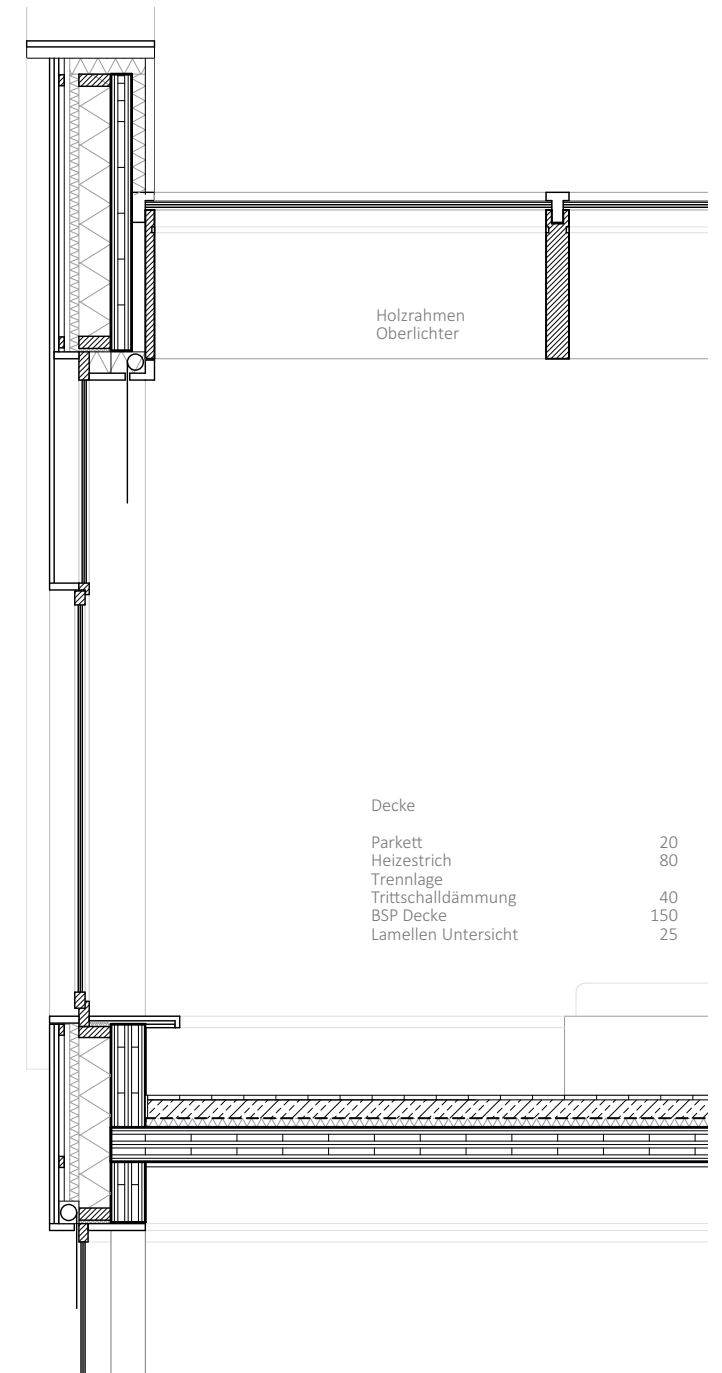 Holzrahmen
Oberlichter
Decke
Parkett 20
Heizestrich 80
Trennlage
Trittschalldämmung 40
BSP Decke 150
Lamellen Untersicht 25